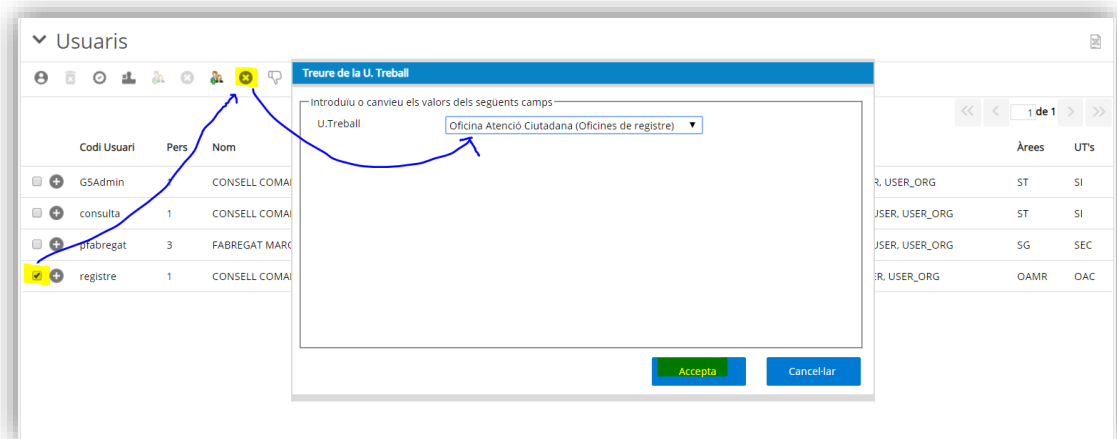 Usuaris
Treure de la U. Treball
Introduïu o canvieu els valors dels següents camps
U.Treball Oficina Atenció Ciutadana (Oficines de registre)
1 de 1
Codi Usuari Pers Nom Àrees UT's
G5Admin 1 CONSELL COMA R, USER_ORG ST SI
consulta 1 CONSELL COMA USER, USER_ORG ST SI
pfabregat 3 FABREGAT MARC USER, USER_ORG SG SEC
registre 1 CONSELL COMA ER, USER_ORG OAMR OAC
Accepta Cancel·lar